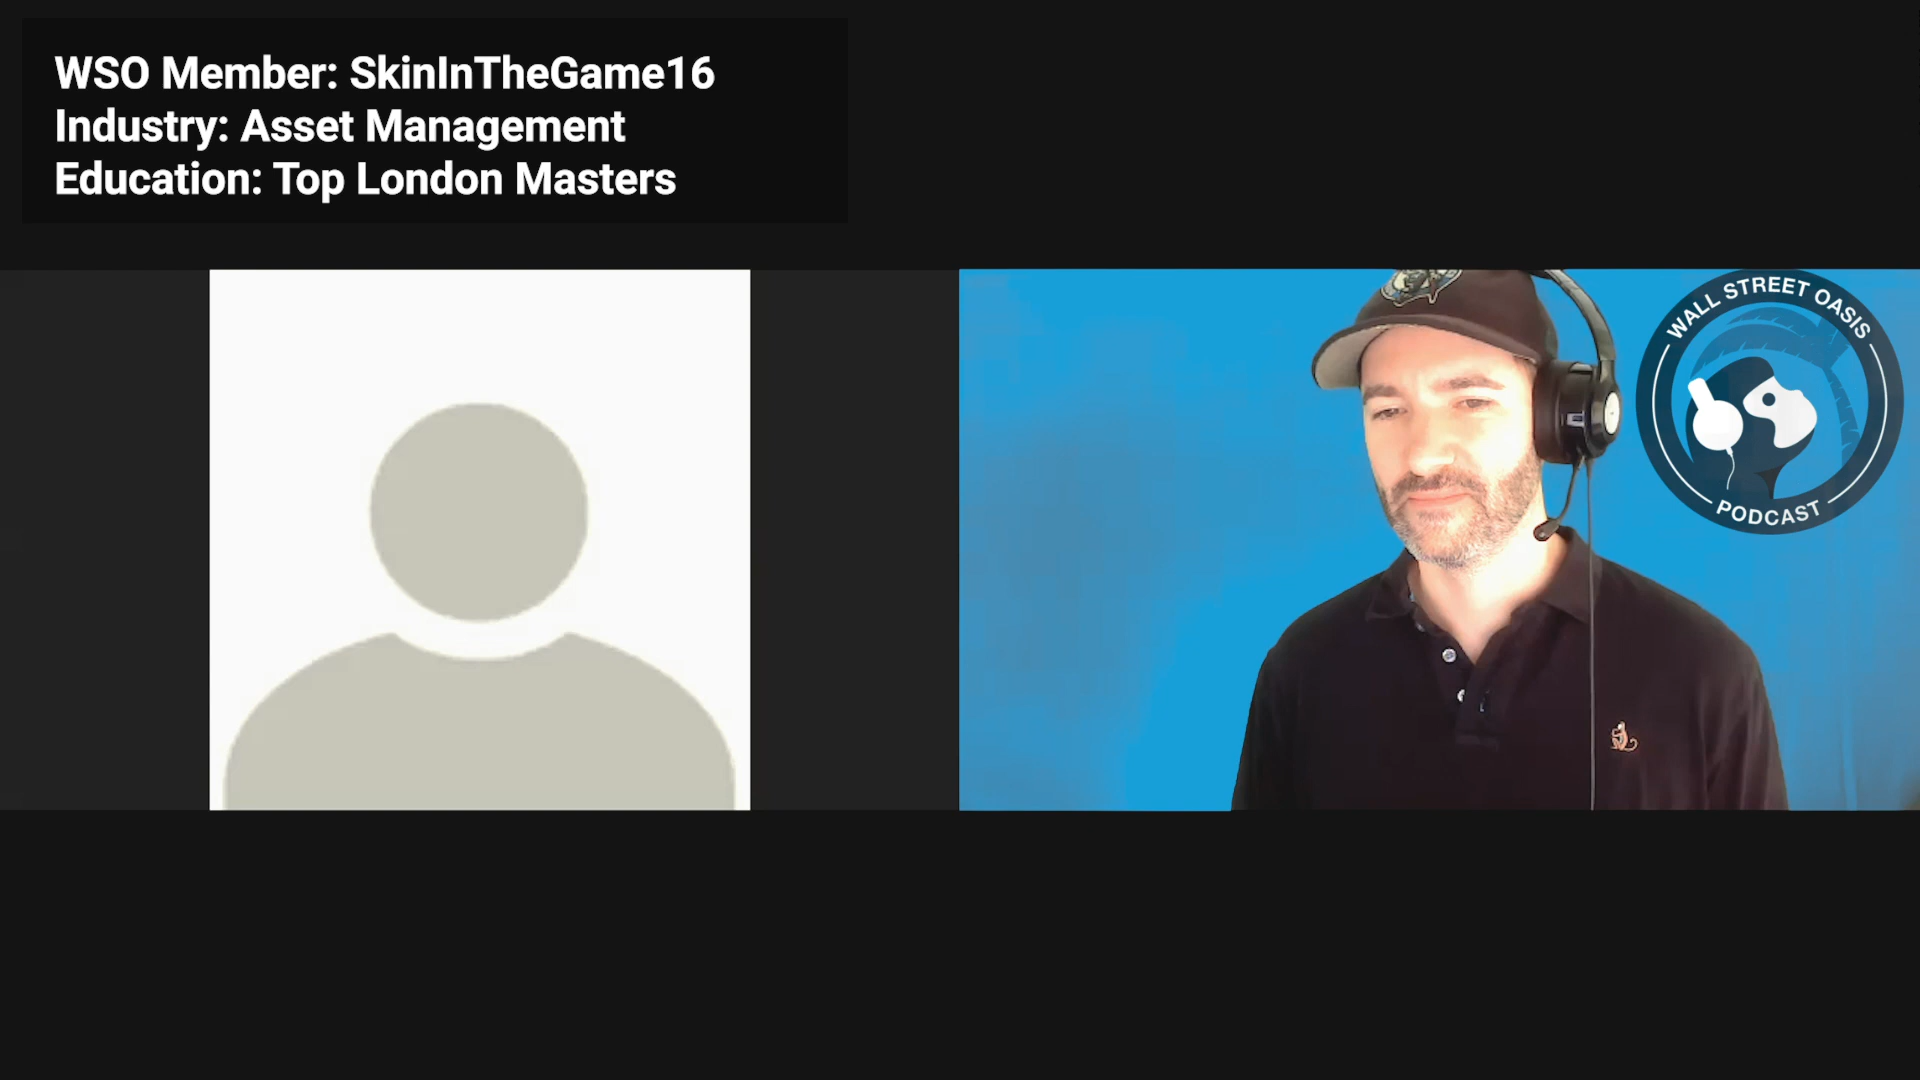 WSO Member: SkinInTheGame16
Industry: Asset Management
Education: Top London Masters
WALL STREET OASIS
PODCAST